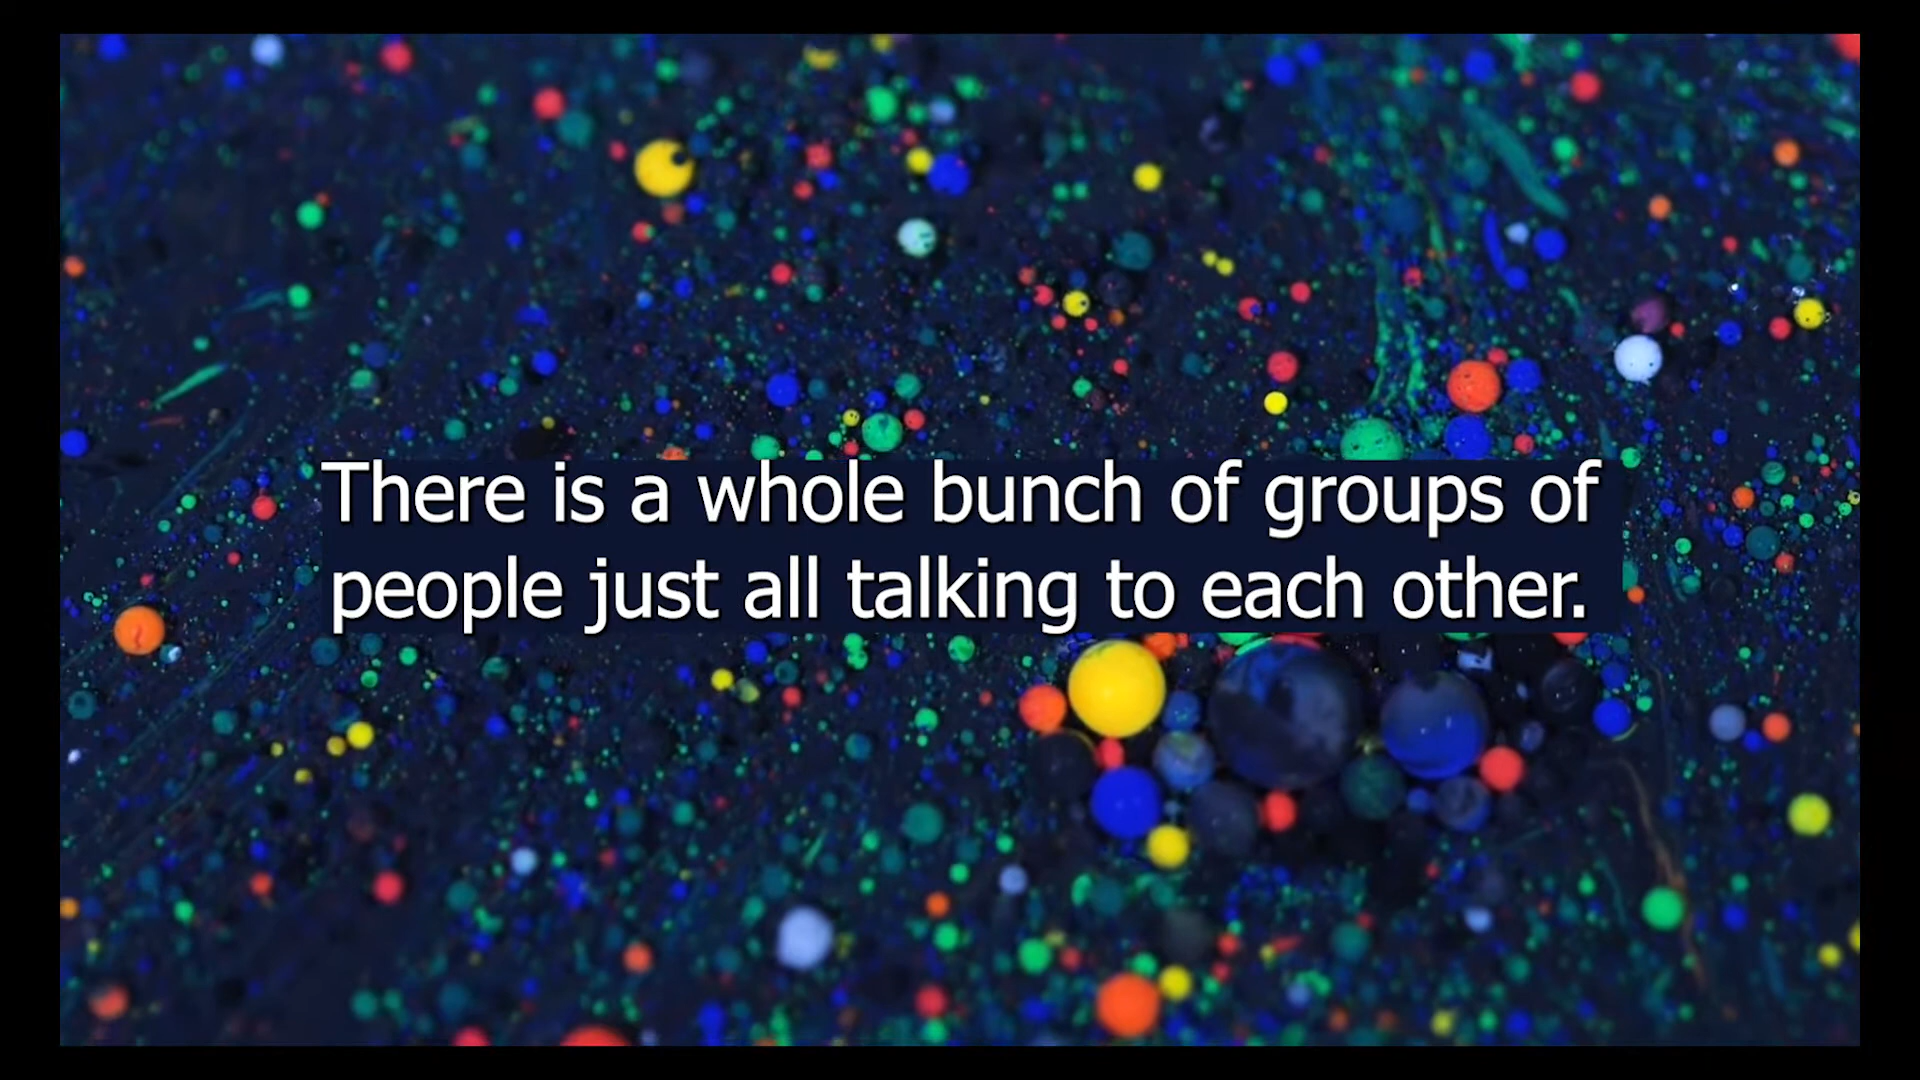 There is a whole bunch of groups of
people just all talking to each other.